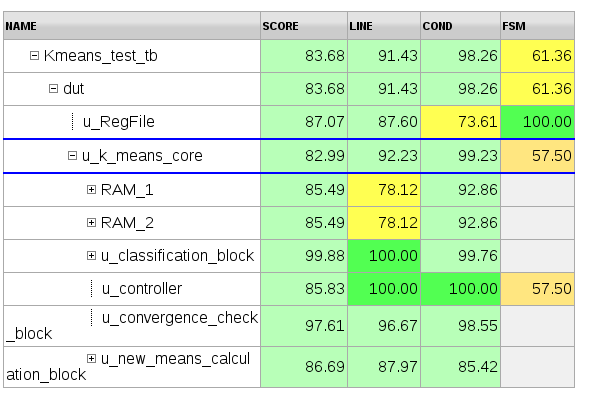 NAME SCORE LINE COND FSM
Kmeans_test_tb 83.68 91.43 98.26 61.36
dut 83.68 91.43 98.26 61.36
u_RegFile 87.07 87.60 73.61 100.00
u_k_means_core 82.99 92.23 99.23 57.50
RAM_1 85.49 78.12 92.86
RAM_2 85.49 78.12 92.86
u_classification_block 99.88 100.00 99.76
u_controller 85.83 100.00 100.00 57.50
u_convergence_check
_block 97.61 96.67 98.55
u_new_means_calcul
ation_block 86.69 87.97 85.42